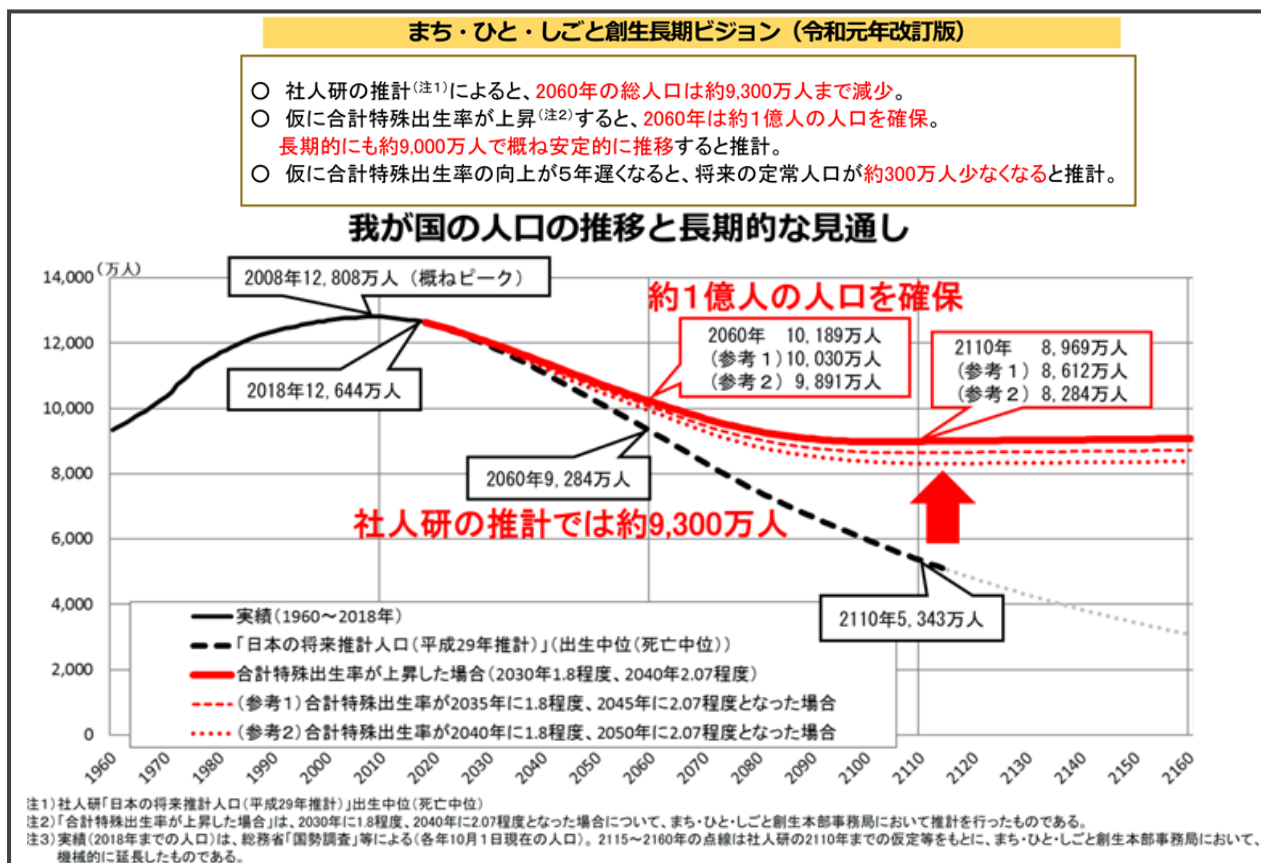 まち・ひと・しごと創生長期ビジョン（令和元年改訂版）
○ 社人研の推計(注1)によると、2060年の総人口は約9,300万人まで減少。
○ 仮に合計特殊出生率が上昇(注2)すると、2060年は約１億人の人口を確保。
長期的にも約9,000万人で概ね安定的に推移すると推計。
○ 仮に合計特殊出生率の向上が５年遅くなると、将来の定常人口が約300万人少なくなると推計。
我が国の人口の推移と長期的な見通し
(万人)
14,000
12,000
10,000
8,000
6,000
4,000
2,000
0
2008年12,808万人（概ねピーク）
2018年12,644万人
約１億人の人口を確保
2060年 10,189万人
(参考１)10,030万人
(参考２) 9,891万人
2110年 8,969万人
(参考１) 8,612万人
(参考２) 8,284万人
2060年9,284万人
社人研の推計では約9,300万人
2110年5,343万人
実績(1960～2018年)
「日本の将来推計人口(平成29年推計)」(出生中位(死亡中位))
合計特殊出生率が上昇した場合(2030年1.8程度、2040年2.07程度)
(参考１)合計特殊出生率が2035年に1.8程度、2045年に2.07程度となった場合
(参考２)合計特殊出生率が2040年に1.8程度、2050年に2.07程度となった場合
1960 1970 1980 1990 2000 2010 2020 2030 2040 2050 2060 2070 2080 2090 2100 2110 2120 2130 2140 2150 2160
注1)社人研「日本の将来推計人口(平成29年推計)」出生中位(死亡中位)
注2)「合計特殊出生率が上昇した場合」は、2030年に1.8程度、2040年に2.07程度となった場合について、まち・ひと・しごと創生本部事務局において推計を行ったものである。
注3)実績(2018年までの人口)は、総務省「国勢調査」等による(各年10月1日現在の人口)。2115～2160年の点線は社人研の2110年までの仮定等をもとに、まち・ひと・しごと創生本部事務局において、
機械的に延長したものである。